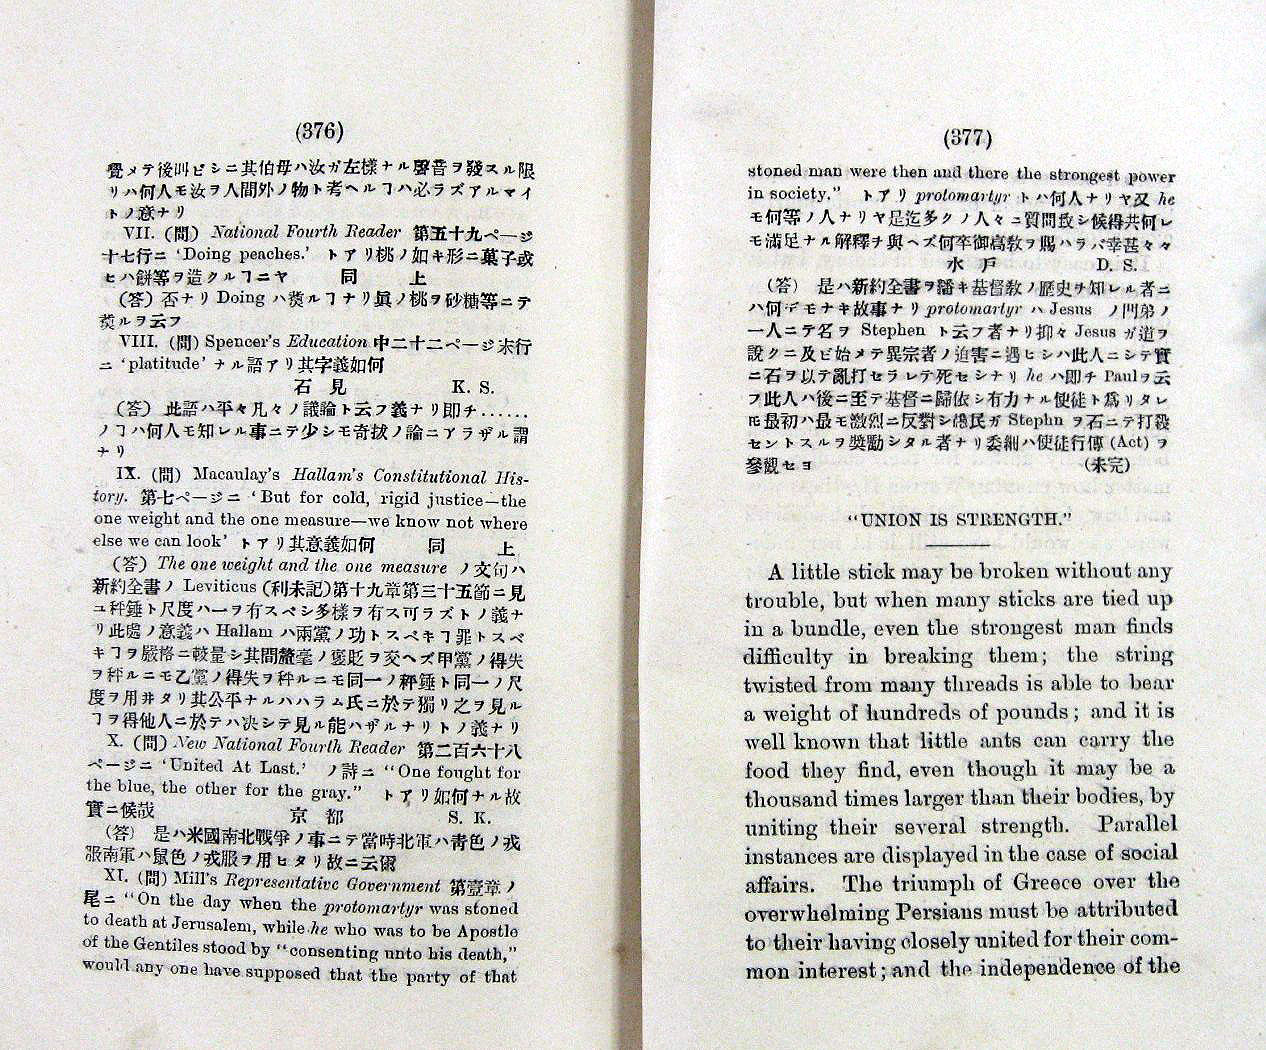 (376)
覺メテ後叫ビシニ其伯母ハ汝ガ左樣ナル聲音ヲ發スル限
リハ何人モ汝ヲ人間外ノ物ト考ヘルヿハ必ラズアルマイ
トノ意ナリ
VII. (問) National Fourth Reader 第五十九ページ
十七行ニ ‘Doing peaches.’ トアリ桃ノ如キ形ニ菓子或
ヒハ餠等ヲ造クルヿニヤ 同 上
(答) 否ナリ Doing ハ羮ルヿナリ眞ノ桃ヲ砂糖等ニテ
羮ルヲ云フ
VIII. (問) Spencer's Education 中二十二ページ末行
ニ ‘platitude’ ナル語アリ其字義如何
石 見 K. S.
(答) 此語ハ平々凡々ノ議論ト云フ義ナリ即チ......
ノヿハ何人モ知レル事ニテ少シモ奇拔ノ論ニアラザル謂
ナリ
IX. (問) Macaulay's Hallam's Constitutional His-
tory. 第七ページニ ‘But for cold, rigid justice—the
one weight and the one measure—we know not where
else we can look’ トアリ其意義如何 同 上
(答) The one weight and the one measure ノ文句ハ
新約全書ノ Leviticus (利未記)第十九章第三十五節ニ見
ユ秤錘ト尺度ハ一ヲ有スベシ多樣ヲ有ス可ラズトノ義ナ
リ此處ノ意義ハ Hallam ハ兩黨ノ功トスベキヿ罪トスベ
キヿヲ嚴格ニ較量シ其間釐毫ノ褒貶ヲ交ヘズ甲黨ノ得失
ヲ秤ルニモ乙黨ノ得失ヲ秤ルニモ同一ノ秤錘ト同一ノ尺
度ヲ用井タリ其公平ナルハハラム氏ニ於テ獨リ之ヲ見ル
ヿヲ得他人ニ於テハ决シテ見ル能ハザルナリトノ義ナリ
X. (問) New National Fourth Reader 第二百六十八
ページニ ‘United At Last.’ ノ詩ニ “One fought for
the blue, the other for the gray.” トアリ如何ナル故
實ニ候哉 京 都 S. K.
(答) 是ハ米國南北戰爭ノ事ニテ當時北軍ハ靑色ノ戎
服南軍ハ鼠色ノ戎服ヲ用ヒタリ故ニ云爾
XI. (問) Mill's Representative Government 第壹章ノ
尾ニ “On the day when the protomartyr was stoned
to death at Jerusalem, while he who was to be Apostle
of the Gentiles stood by “consenting unto his death,”
would any one have supposed that the party of that
(377)
stoned man were then and there the strongest power
in society.” トアリ protomartyr トハ何人ナリヤ又 he
モ何等ノ人ナリヤ是迄多クノ人々ニ質問致シ候得共何レ
モ滿足ナル解釋ヲ與ヘズ何卒御高敎ヲ賜ハラバ幸甚々々
水 戶 D. S.
(答) 是ハ新約全書ヲ繙キ基督敎ノ歷史ヲ知レル者ニ
ハ何デモナキ故事ナリ protomartyr ハ Jesus ノ門弟ノ
一人ニテ名ヲ Stephen ト云フ者ナリ抑々 Jesus ガ道ヲ
說クニ及ビ始メテ異宗者ノ迫害ニ遇ヒシハ此人ニシテ實
ニ石ヲ以テ亂打セラレテ死セシナリ he ハ即チ Paul ヲ云
フ此人ハ後ニ至テ基督ニ歸依シ有力ナル使徒ト爲リタレ
ㇳモ最初ハ最モ激烈ニ反對シ愚民ガ Stephn ヲ石ニテ打殺
セントスルヲ奬勵シタル者ナリ委細ハ使徒行傳 (Act) ヲ
參觀セヨ (未完)
“UNION IS STRENGTH.”
A little stick may be broken without any
trouble, but when many sticks are tied up
in a bundle, even the strongest man finds
difficulty in breaking them; the string
twisted from many threads is able to bear
a weight of hundreds of pounds; and it is
well known that little ants can carry the
food they find, even though it may be a
thousand times larger than their bodies, by
uniting their several strength. Parallel
instances are displayed in the case of social
affairs. The triumph of Greece over the
overwhelming Persians must be attributed
to their having closely united for their com-
mon interest; and the independence of the